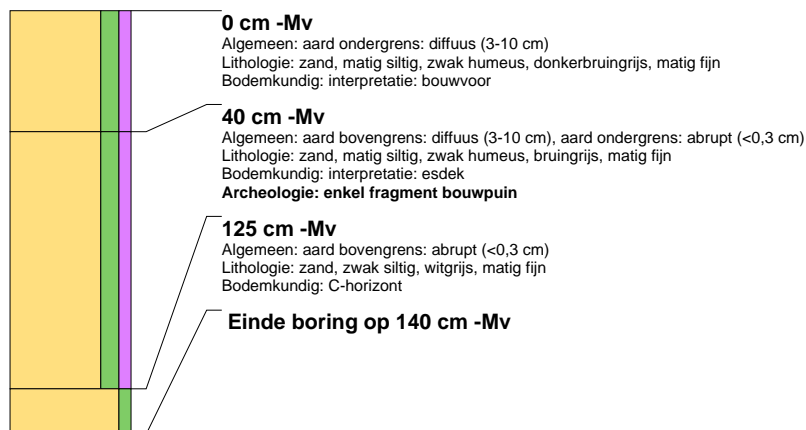 0 cm -Mv
Algemeen: aard ondergrens: diffuus (3-10 cm)
Lithologie: zand, matig siltig, zwak humeus, donkerbruingrijs, matig fijn
Bodemkundig: interpretatie: bouwvoor
40 cm -Mv
Algemeen: aard bovengrens: diffuus (3-10 cm), aard ondergrens: abrupt (<0,3 cm)
Lithologie: zand, matig siltig, zwak humeus, bruingrijs, matig fijn
Bodemkundig: interpretatie: esdek
Archeologie: enkel fragment bouwpuin
125 cm -Mv
Algemeen: aard bovengrens: abrupt (<0,3 cm)
Lithologie: zand, zwak siltig, witgrijs, matig fijn
Bodemkundig: C-horizont
Einde boring op 140 cm -Mv